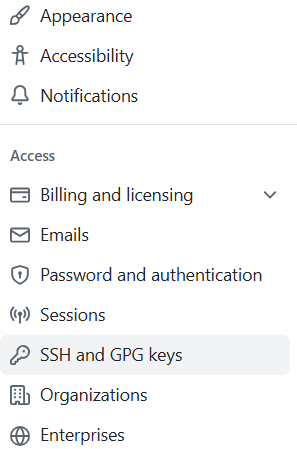 Appearance
Accessibility
Notifications
Access
Billing and licensing
Emails
Password and authentication
Sessions
SSH and GPG keys
Organizations
Enterprises